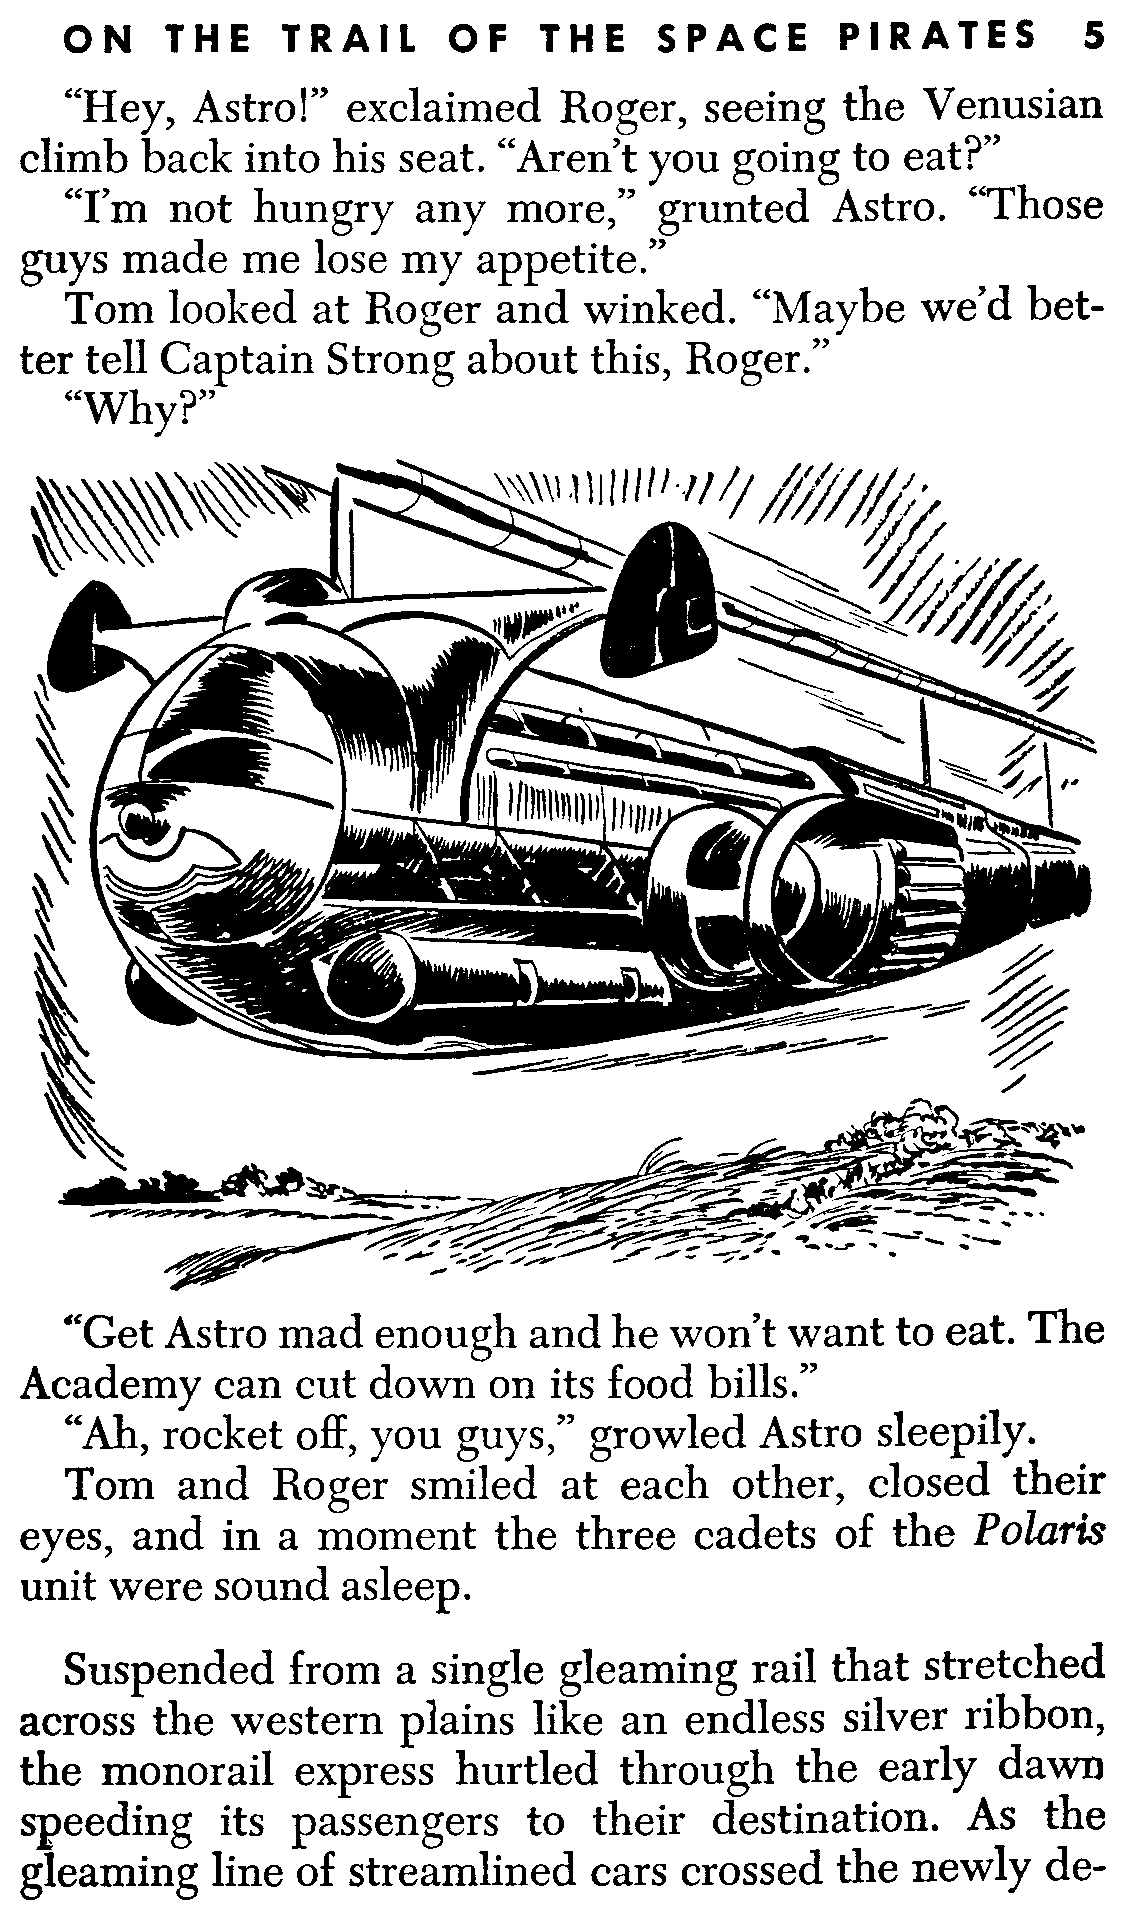 ON THE TRAIL OF THE SPACE PIRATES 5
“Hey, Astro!” exclaimed Roger, seeing the Venusian
climb back into his seat. “Aren’t you going to eat?”
“I’m not hungry any more,” grunted Astro. “Those
guys made me lose my appetite.”
Tom looked at Roger and winked. “Maybe we’d bet-
ter tell Captain Strong about this, Roger.”
“Why?”
“Get Astro mad enough and he won’t want to eat. The
Academy can cut down on its food bills.”
“Ah, rocket off, you guys,” growled Astro sleepily.
Tom and Roger smiled at each other, closed their
eyes, and in a moment the three cadets of the Polaris
unit were sound asleep.
Suspended from a single gleaming rail that stretched
across the western plains like an endless silver ribbon,
the monorail express hurtled through the early dawn
speeding its passengers to their destination. As the
gleaming line of streamlined cars crossed the newly de-